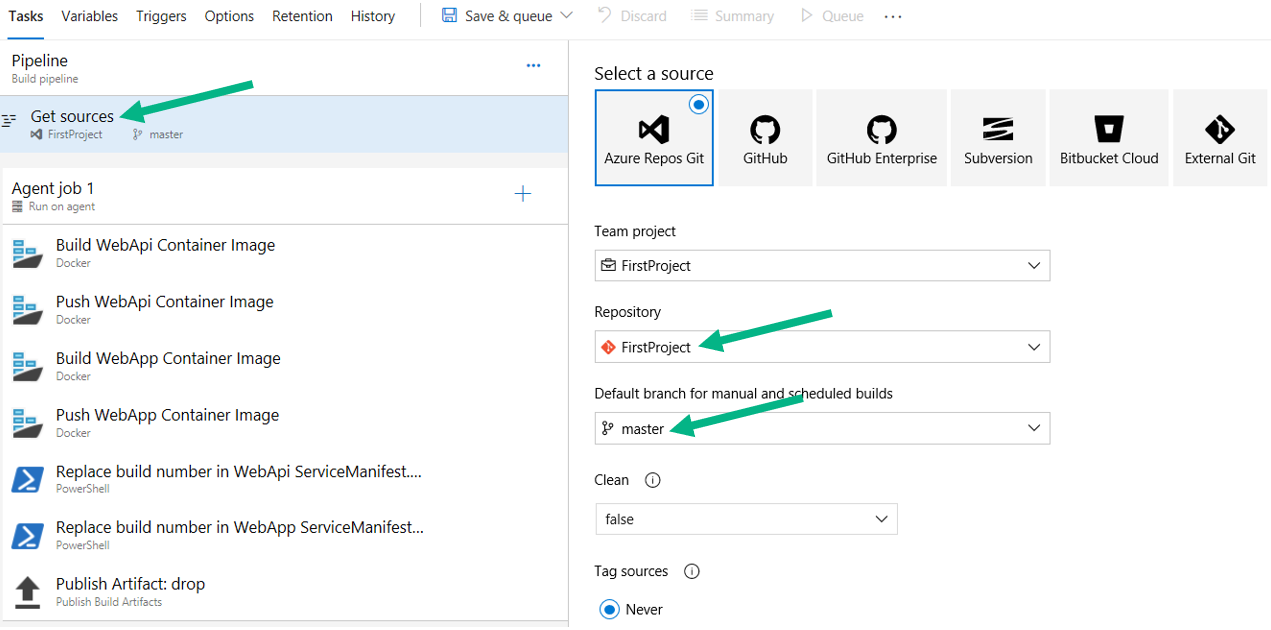 Tasks Variables Triggers Options Retention History Save & queue Discard Summary Queue ...
Pipeline ...
Build pipeline
Get sources
FirstProject master
Agent job 1
Run on agent
Build WebApi Container Image
Docker
Push WebApi Container Image
Docker
Build WebApp Container Image
Docker
Push WebApp Container Image
Docker
Replace build number in WebApi ServiceManifest....
PowerShell
Replace build number in WebApp ServiceManifest...
PowerShell
Publish Artifact: drop
Publish Build Artifacts
Select a source
Azure Repos Git GitHub GitHub Enterprise Subversion Bitbucket Cloud External Git
Team project
FirstProject
Repository
FirstProject
Default branch for manual and scheduled builds
master
Clean
false
Tag sources
Never